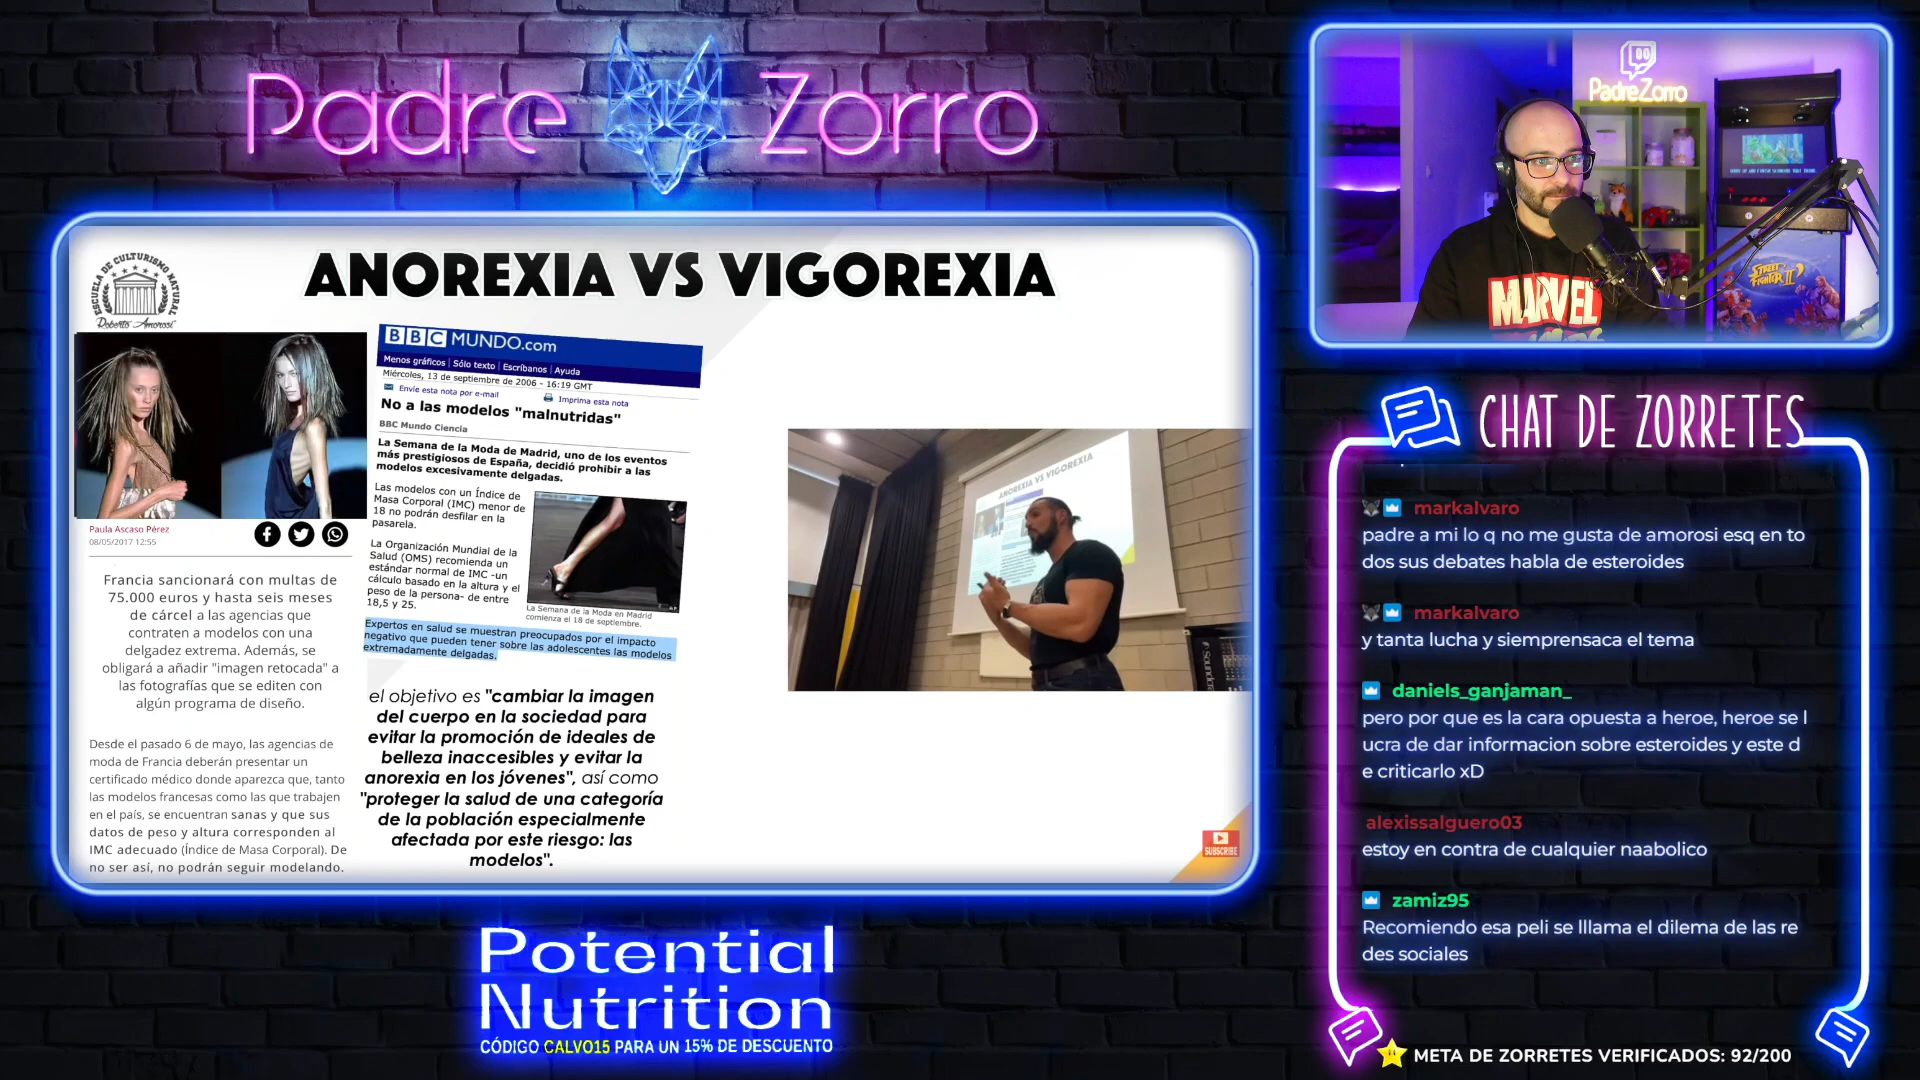 Padre Zorro
ESCUELA DE CULTURISMO NATURAL
Roberto Amorosi
ANOREXIA VS VIGOREXIA
Paula Ascaso Pérez
08/05/2017 12:55
Francia sancionará con multas de
75.000 euros y hasta seis meses
de cárcel a las agencias que
contraten a modelos con una
delgadez extrema. Además, se
obligará a añadir "imagen retocada" a
las fotografías que se editen con
algún programa de diseño.
Desde el pasado 6 de mayo, las agencias de
moda de Francia deberán presentar un
certificado médico donde aparezca que, tanto
las modelos francesas como las que trabajen
en el país, se encuentran sanas y que sus
datos de peso y altura corresponden al
IMC adecuado (Índice de Masa Corporal). De
no ser así, no podrán seguir modelando.
BBC MUNDO.com
Menos gráficos | Sólo texto | Escríbanos | Ayuda
Miércoles, 13 de septiembre de 2006 - 16:19 GMT
Envíe esta nota por e-mail
Imprima esta nota
No a las modelos "malnutridas"
BBC Mundo Ciencia
La Semana de la Moda de Madrid, uno de los eventos
más prestigiosos de España, decidió prohibir a las
modelos excesivamente delgadas.
Las modelos con un Índice de
Masa Corporal (IMC) menor de
18 no podrán desfilar en la
pasarela.
La Organización Mundial de la
Salud (OMS) recomienda un
estándar normal de IMC -un
cálculo basado en la altura y el
peso de la persona- de entre
18,5 y 25.
La Semana de la Moda en Madrid
comienza el 18 de septiembre.
Expertos en salud se muestran preocupados por el impacto
negativo que pueden tener sobre las adolescentes las modelos
extremadamente delgadas.
el objetivo es "cambiar la imagen
del cuerpo en la sociedad para
evitar la promoción de ideales de
belleza inaccesibles y evitar la
anorexia en los jóvenes", así como
"proteger la salud de una categoría
de la población especialmente
afectada por este riesgo: las
modelos".
ANOREXIA VS VIGOREXIA
SUBSCRIBE
Potential
Nutrition
CÓDIGO CALVO15 PARA UN 15% DE DESCUENTO
PadreZorro
MARVEL
STREET
FIGHTER II
CHAT DE ZORRETES
markalvaro
padre a mi lo q no me gusta de amorosi esq en to
dos sus debates habla de esteroides
markalvaro
y tanta lucha y siemprensaca el tema
daniels_ganjaman_
pero por que es la cara opuesta a heroe, heroe se l
ucra de dar informacion sobre esteroides y este d
e criticarlo xD
alexissalguero03
estoy en contra de cualquier naabolico
zamiz95
Recomiendo esa peli se lllama el dilema de las re
des sociales
META DE ZORRETES VERIFICADOS: 92/200